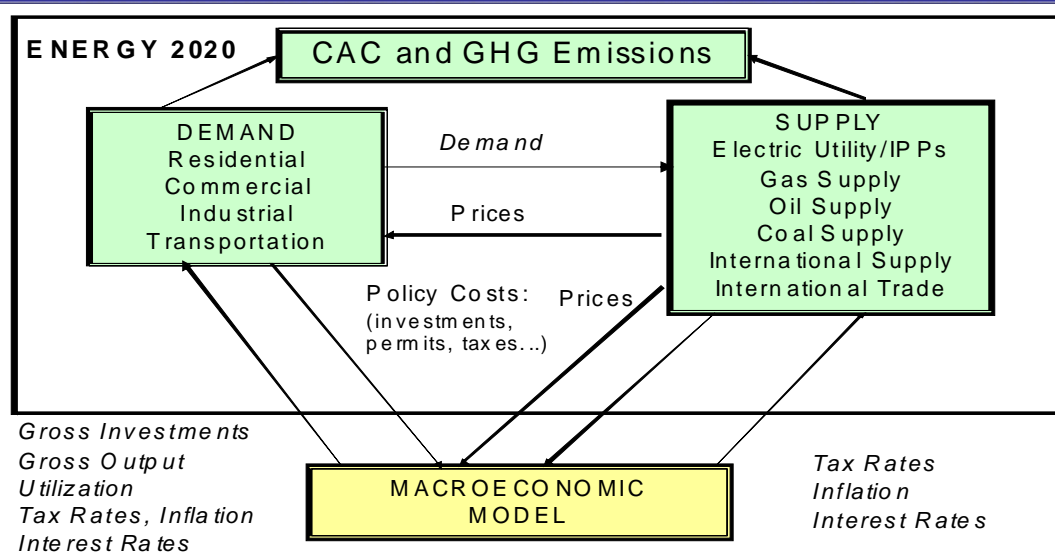 ENERGY 2020
CAC and GHG Emissions
DEMAND
Residential
Commercial
Industrial
Transportation
Demand
Prices
SUPPLY
Electric Utility/IPPs
Gas Supply
Oil Supply
Coal Supply
International Supply
International Trade
Policy Costs:
(investments,
permits, taxes...)
Prices
Gross Investments
Gross Output
Utilization
Tax Rates, Inflation
Interest Rates
MACROECONOMIC
MODEL
Tax Rates
Inflation
Interest Rates